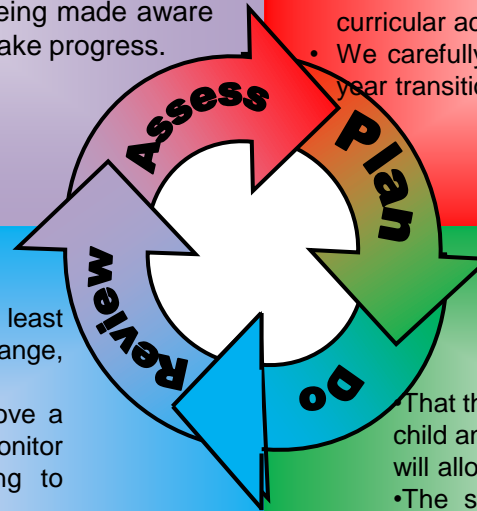 eing made aware
ake progress.
curricular ac
• We carefully
year transitio
Assess
Plan
Do
Review
least
ange,
ove a
onitor
ng to
•That th
child an
will allo
•The s